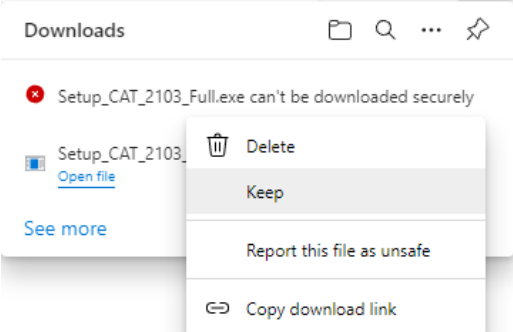 Downloads
Setup_CAT_2103_Full.exe can't be downloaded securely
Setup_CAT_2103_
Open file
See more
Delete
Keep
Report this file as unsafe
Copy download link